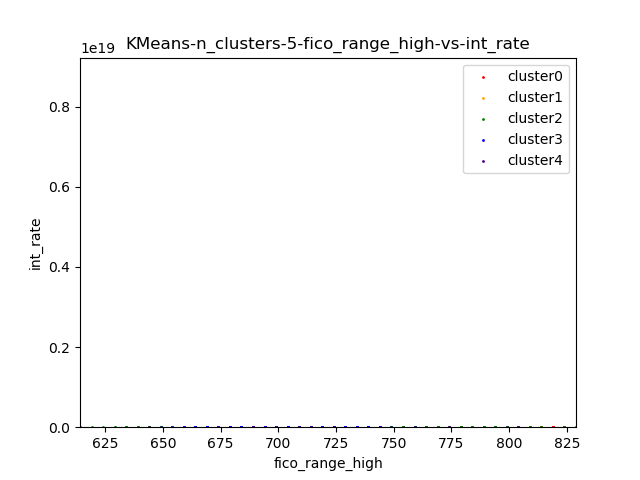 KMeans-n_clusters-5-fico_range_high-vs-int_rate
1e19
cluster0
cluster1
cluster2
cluster3
cluster4
0.8
0.6
0.4
0.2
0.0
int_rate
625 650 675 700 725 750 775 800 825
fico_range_high